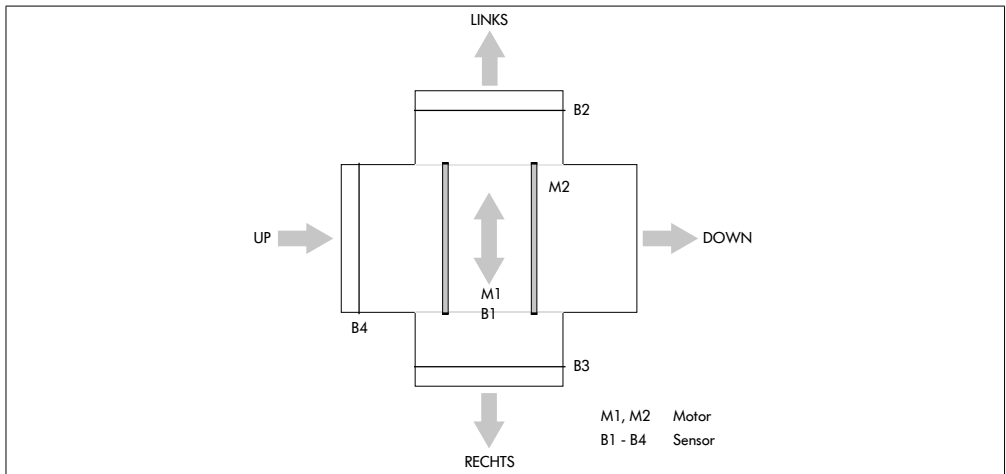 LINKS
B2
M2
UP
DOWN
M1
B1
B4
B3
M1, M2 Motor
B1 - B4 Sensor
RECHTS